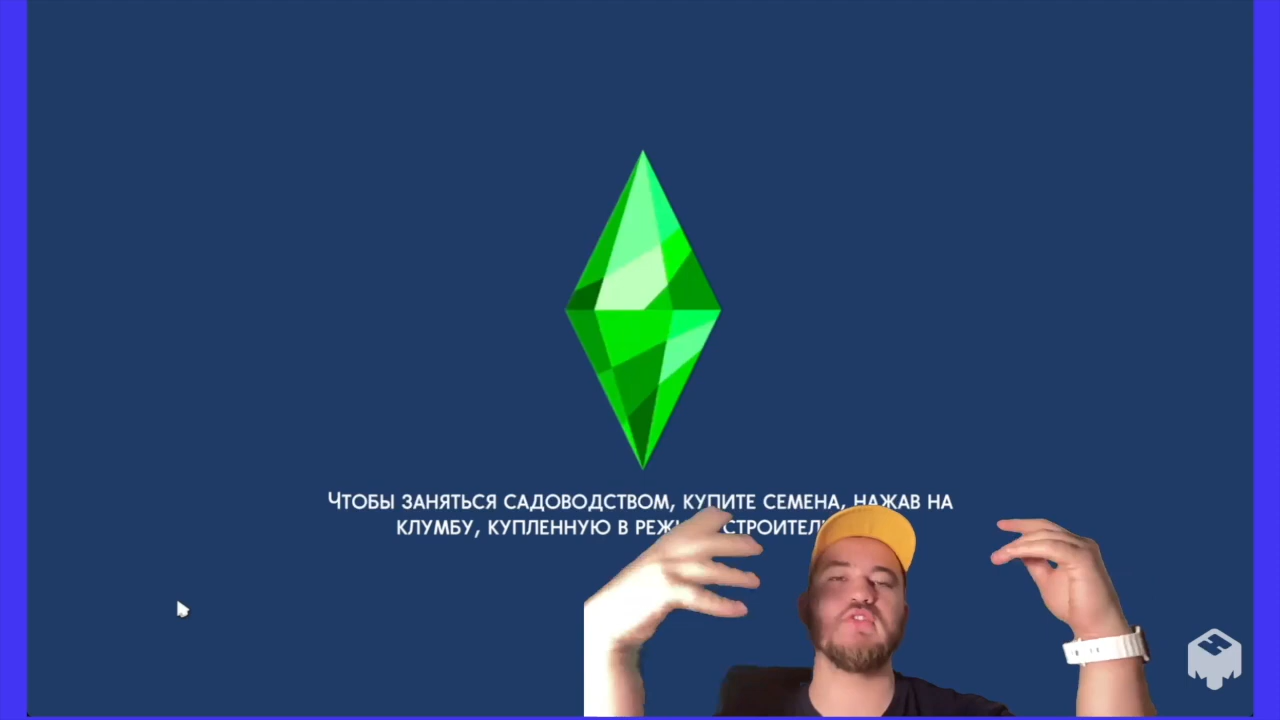 Чтобы заняться садоводством, купите семена, нажав на
клумбу, купленную в